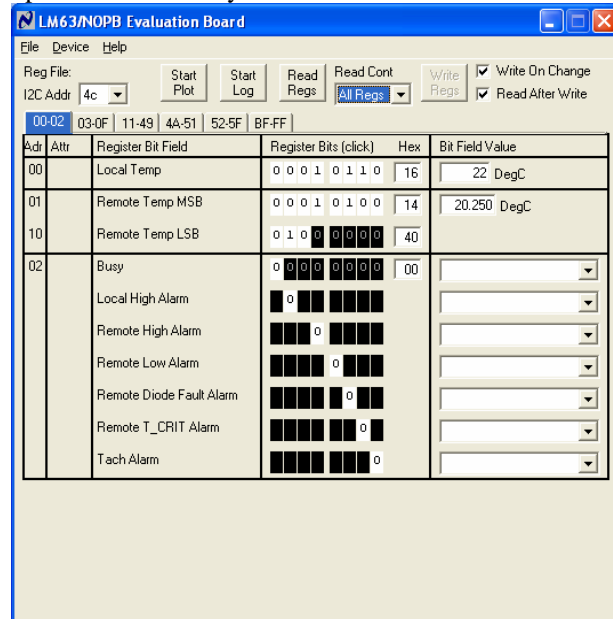 LM63/NOPB Evaluation Board
File Device Help
Reg File:
I2C Addr 4c
Start Plot
Start Log
Read Regs
Read Cont
All Regs
Write Regs
Write On Change
Read After Write
00-02 03-0F 11-49 4A-51 52-5F BF-FF
Adr Attr Register Bit Field Register Bits (click) Hex Bit Field Value
00 Local Temp 0 0 0 1 0 1 1 0 16 22 DegC
01 Remote Temp MSB 0 0 0 1 0 1 0 0 14 20.250 DegC
10 Remote Temp LSB 0 1 0 0 0 0 0 0 40
02 Busy 0 0 0 0 0 0 0 0 00
Local High Alarm 0
Remote High Alarm 0
Remote Low Alarm 0
Remote Diode Fault Alarm 0
Remote T_CRIT Alarm 0
Tach Alarm 0